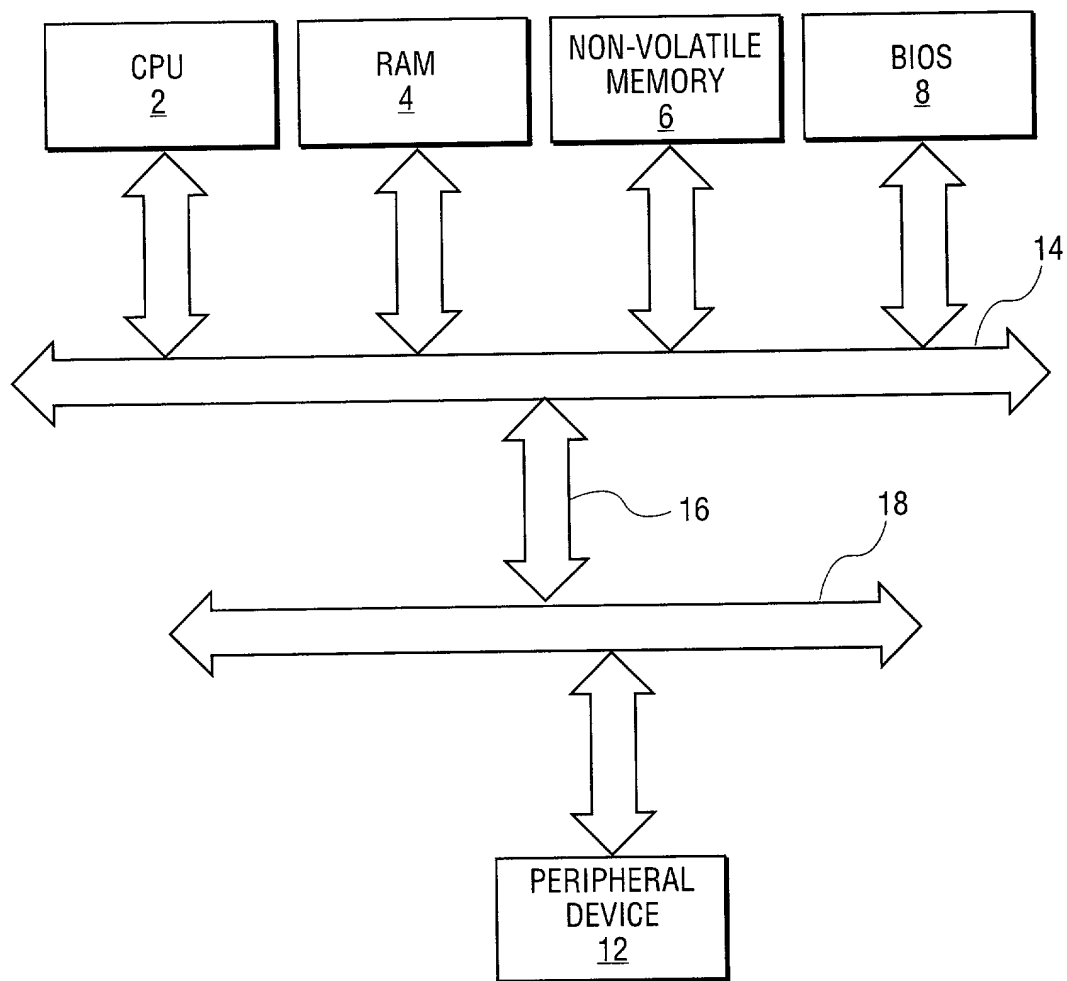 CPU
2
RAM
4
NON-VOLATILE
MEMORY
6
BIOS
8
14
16
18
PERIPHERAL
DEVICE
12